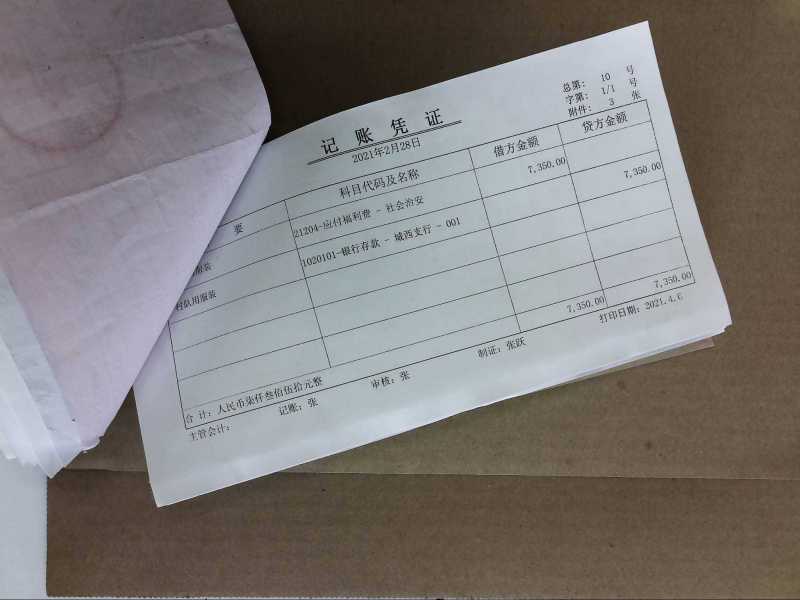 记 账 凭 证
2021年2月28日
总第: 10 号
字第: 1/1 号
附件: 3 张
要 科目代码及名称 借方金额 贷方金额
服装 21204-应付福利费 - 社会治安 7,350.00
村队用服装 1020101-银行存款 - 城西支行 - 001 7,350.00
合 计: 人民币柒仟叁佰伍拾元整 7,350.00 7,350.00
主管会计: 记账: 张 审核: 张 制证: 张跃 打印日期: 2021.4.